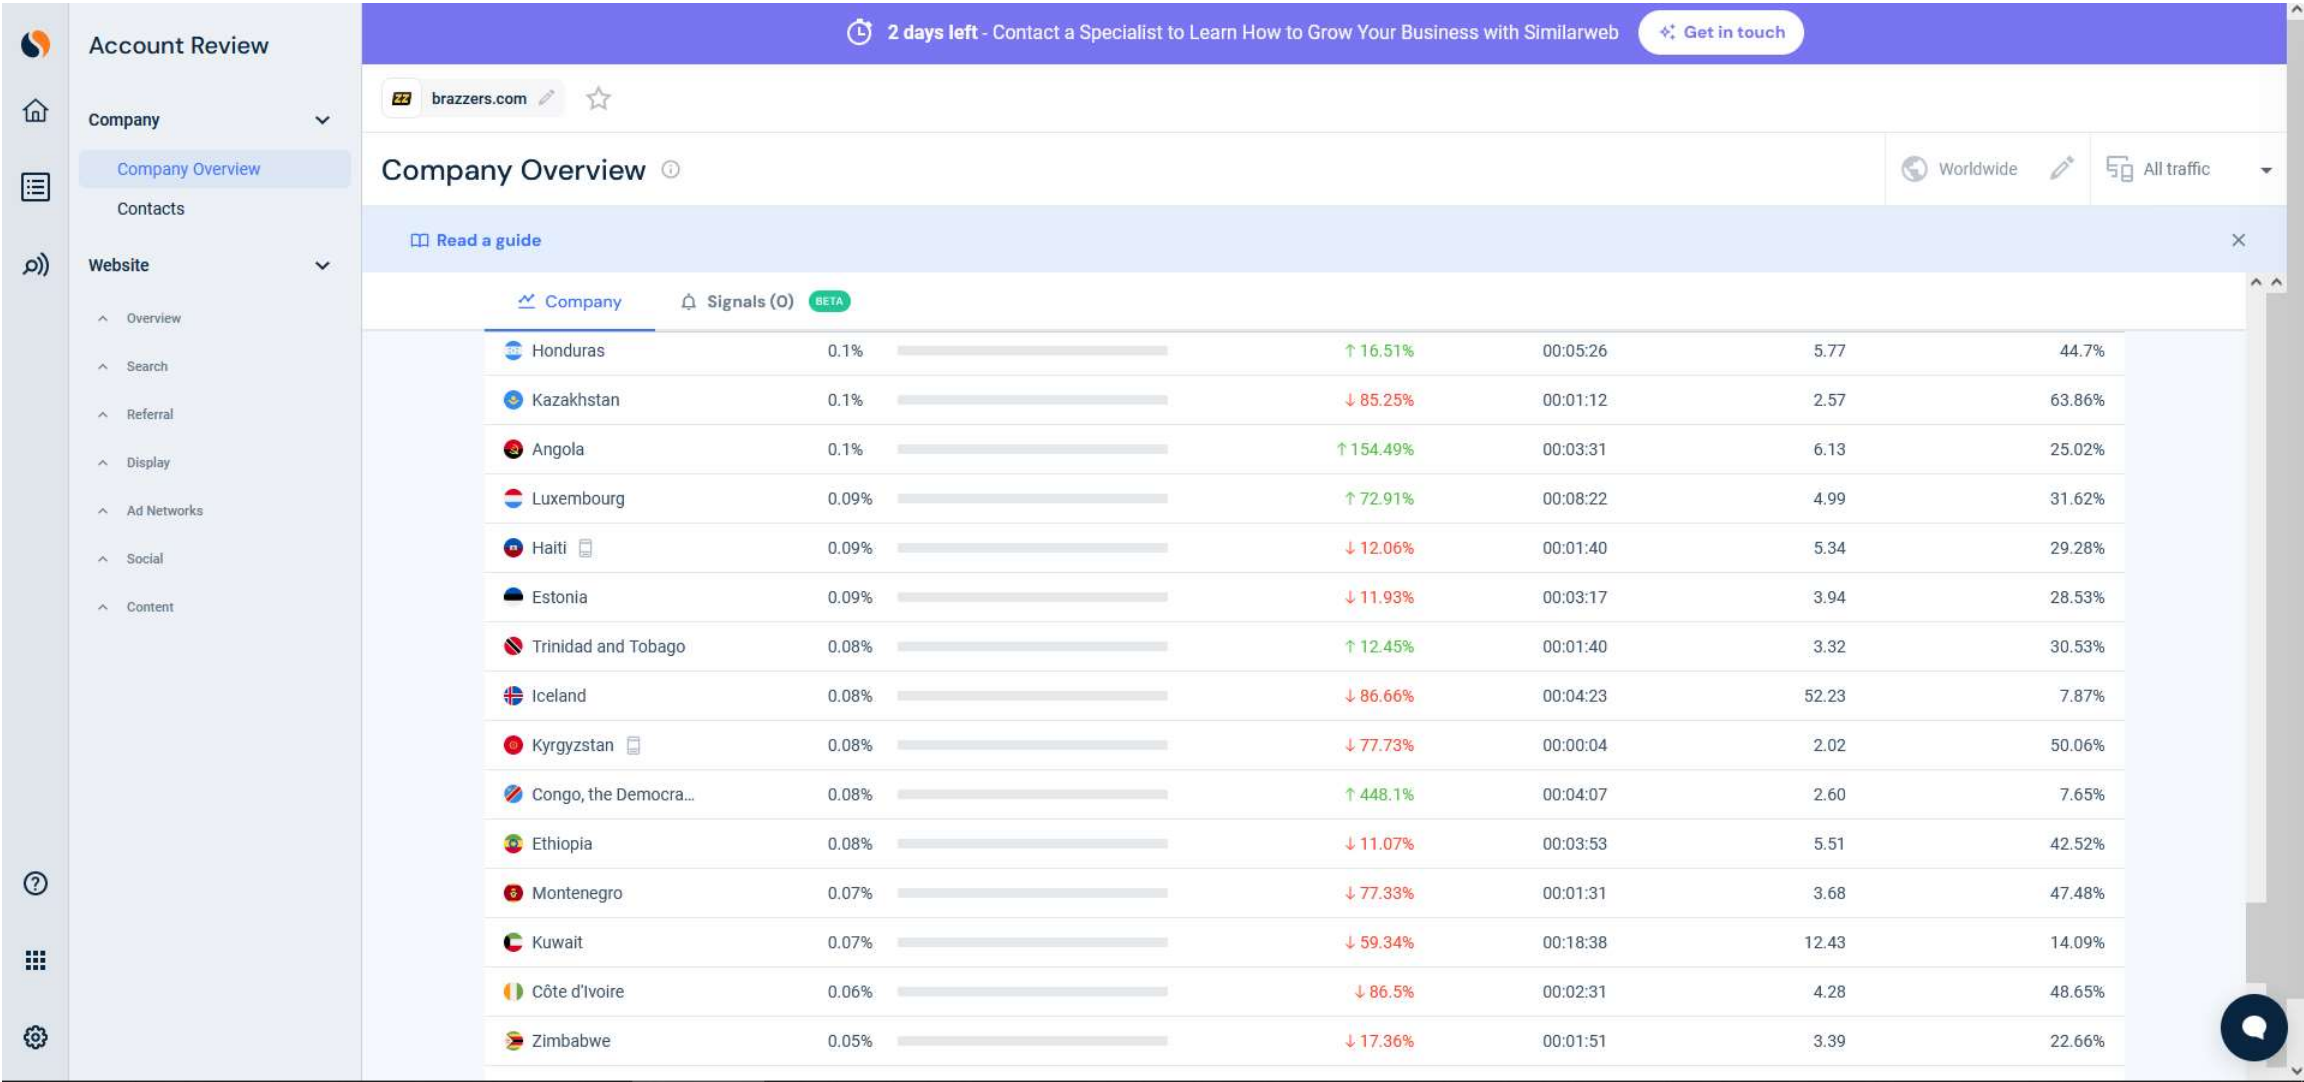 2 days left - Contact a Specialist to Learn How to Grow Your Business with Similarweb Get in touch
Account Review
Company
Company Overview
Contacts
Website
Overview
Search
Referral
Display
Ad Networks
Social
Content
ZZ brazzers.com
Company Overview Worldwide All traffic
Read a guide
Company Signals (0) BETA
Honduras 0.1% ↑ 16.51% 00:05:26 5.77 44.7%
Kazakhstan 0.1% ↓ 85.25% 00:01:12 2.57 63.86%
Angola 0.1% ↑ 154.49% 00:03:31 6.13 25.02%
Luxembourg 0.09% ↑ 72.91% 00:08:22 4.99 31.62%
Haiti 0.09% ↓ 12.06% 00:01:40 5.34 29.28%
Estonia 0.09% ↓ 11.93% 00:03:17 3.94 28.53%
Trinidad and Tobago 0.08% ↑ 12.45% 00:01:40 3.32 30.53%
Iceland 0.08% ↓ 86.66% 00:04:23 52.23 7.87%
Kyrgyzstan 0.08% ↓ 77.73% 00:00:04 2.02 50.06%
Congo, the Democra... 0.08% ↑ 448.1% 00:04:07 2.60 7.65%
Ethiopia 0.08% ↓ 11.07% 00:03:53 5.51 42.52%
Montenegro 0.07% ↓ 77.33% 00:01:31 3.68 47.48%
Kuwait 0.07% ↓ 59.34% 00:18:38 12.43 14.09%
Côte d'Ivoire 0.06% ↓ 86.5% 00:02:31 4.28 48.65%
Zimbabwe 0.05% ↓ 17.36% 00:01:51 3.39 22.66%